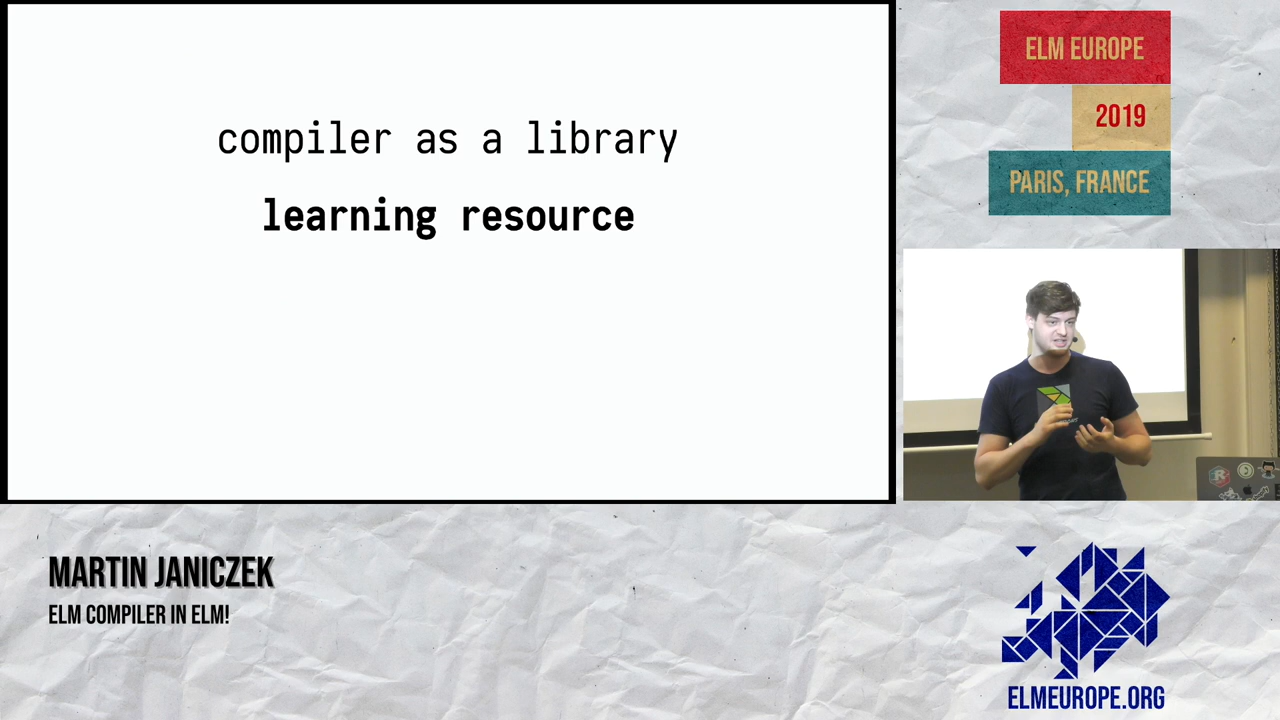 compiler as a library
learning resource
ELM EUROPE
2019
PARIS, FRANCE
MARTIN JANICZEK
ELM COMPILER IN ELM!
ELMEUROPE.ORG